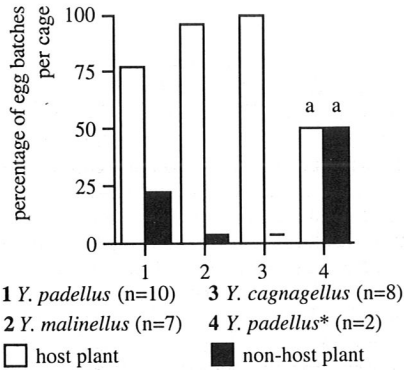 percentage of egg batches
per cage
100
75
50
25
0
a a
1 2 3 4
1 Y. padellus (n=10) 3 Y. cagnagellus (n=8)
2 Y. malinellus (n=7) 4 Y. padellus* (n=2)
host plant non-host plant